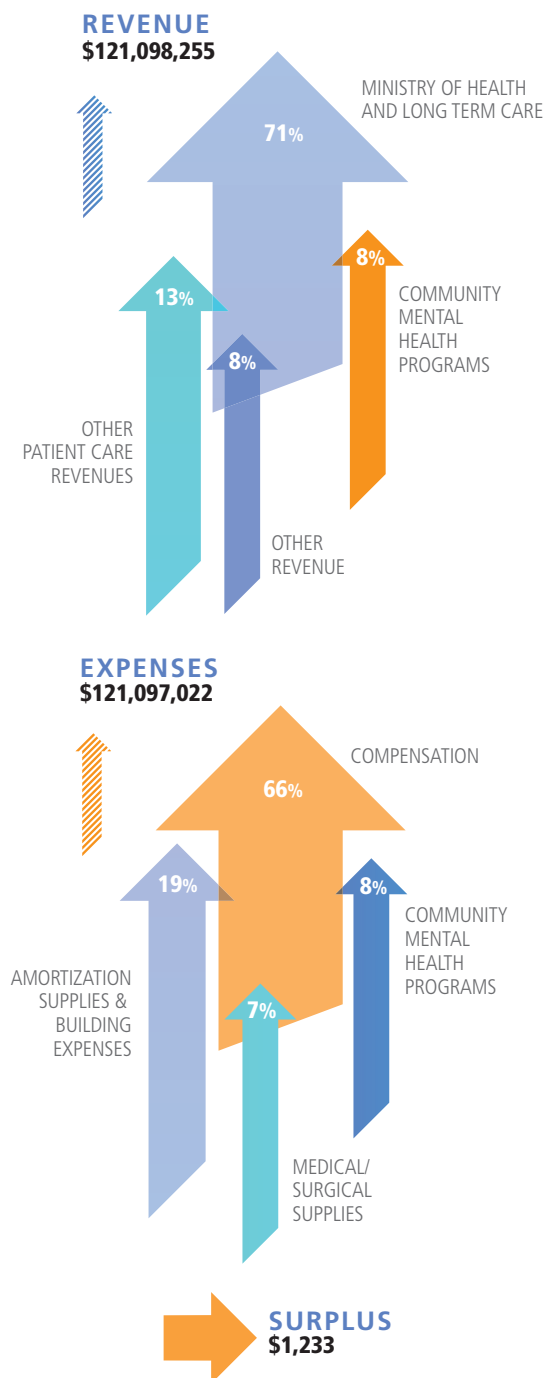 REVENUE
$121,098,255
MINISTRY OF HEALTH
AND LONG TERM CARE
71%
8%
COMMUNITY
MENTAL
HEALTH
PROGRAMS
13%
OTHER
PATIENT CARE
REVENUES
8%
OTHER
REVENUE
EXPENSES
$121,097,022
COMPENSATION
66%
19%
AMORTIZATION
SUPPLIES &
BUILDING
EXPENSES
8%
COMMUNITY
MENTAL
HEALTH
PROGRAMS
7%
MEDICAL/
SURGICAL
SUPPLIES
SURPLUS
$1,233